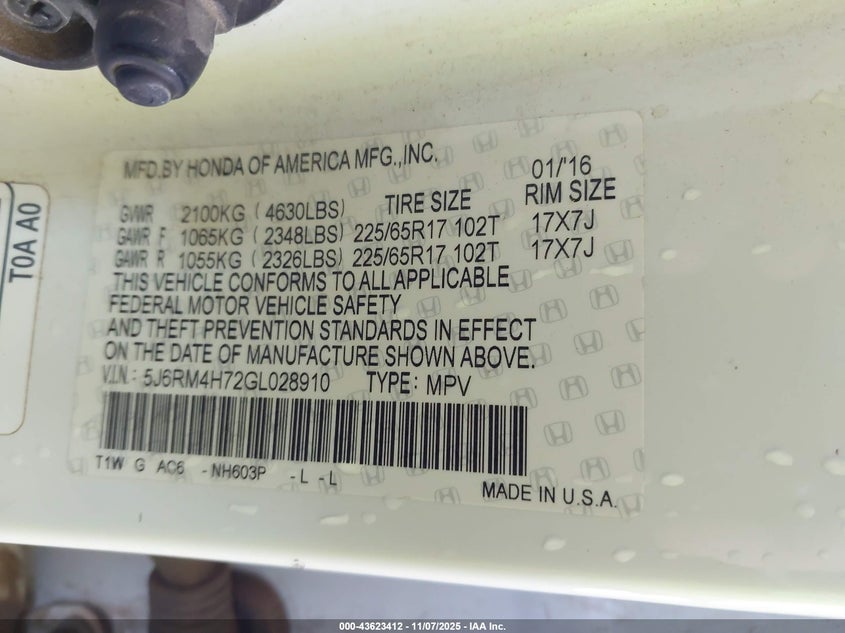 MFD.BY HONDA OF AMERICA MFG.,INC. 01/'16
GVWR 2100KG ( 4630LBS) TIRE SIZE RIM SIZE
GAWR F 1065KG ( 2348LBS) 225/65R17 102T 17X7J
GAWR R 1055KG ( 2326LBS) 225/65R17 102T 17X7J
THIS VEHICLE CONFORMS TO ALL APPLICABLE
FEDERAL MOTOR VEHICLE SAFETY
AND THEFT PREVENTION STANDARDS IN EFFECT
ON THE DATE OF MANUFACTURE SHOWN ABOVE.
V.I.N.: 5J6RM4H72GL028910 TYPE: MPV
T1W G AC6 -NH603P -L -L
MADE IN U.S.A.
T0A A0
000-43623412 - 11/07/2025 - IAA Inc.